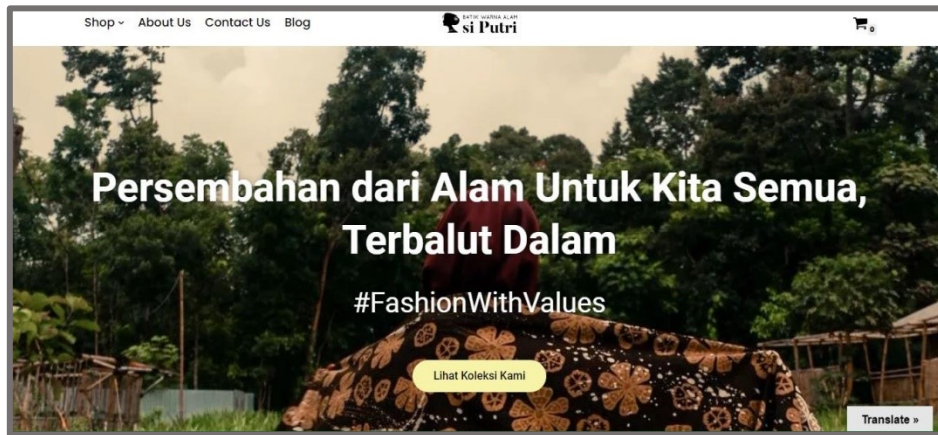 Shop About Us Contact Us Blog
BATIK WARNA ALAM
si Putri
0
Persembahan dari Alam Untuk Kita Semua,
Terbalut Dalam
#FashionWithValues
Lihat Koleksi Kami
Translate »